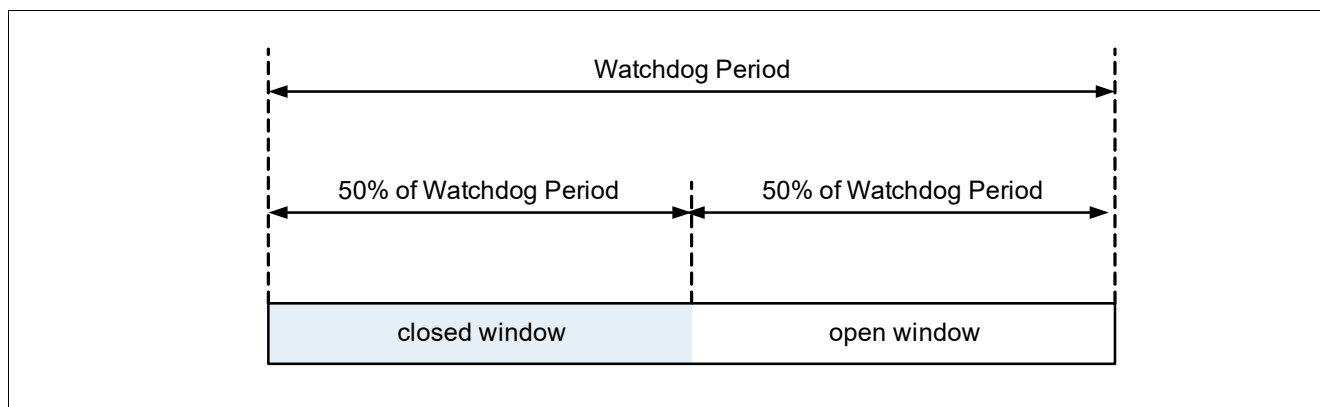 Watchdog Period
50% of Watchdog Period
50% of Watchdog Period
closed window
open window